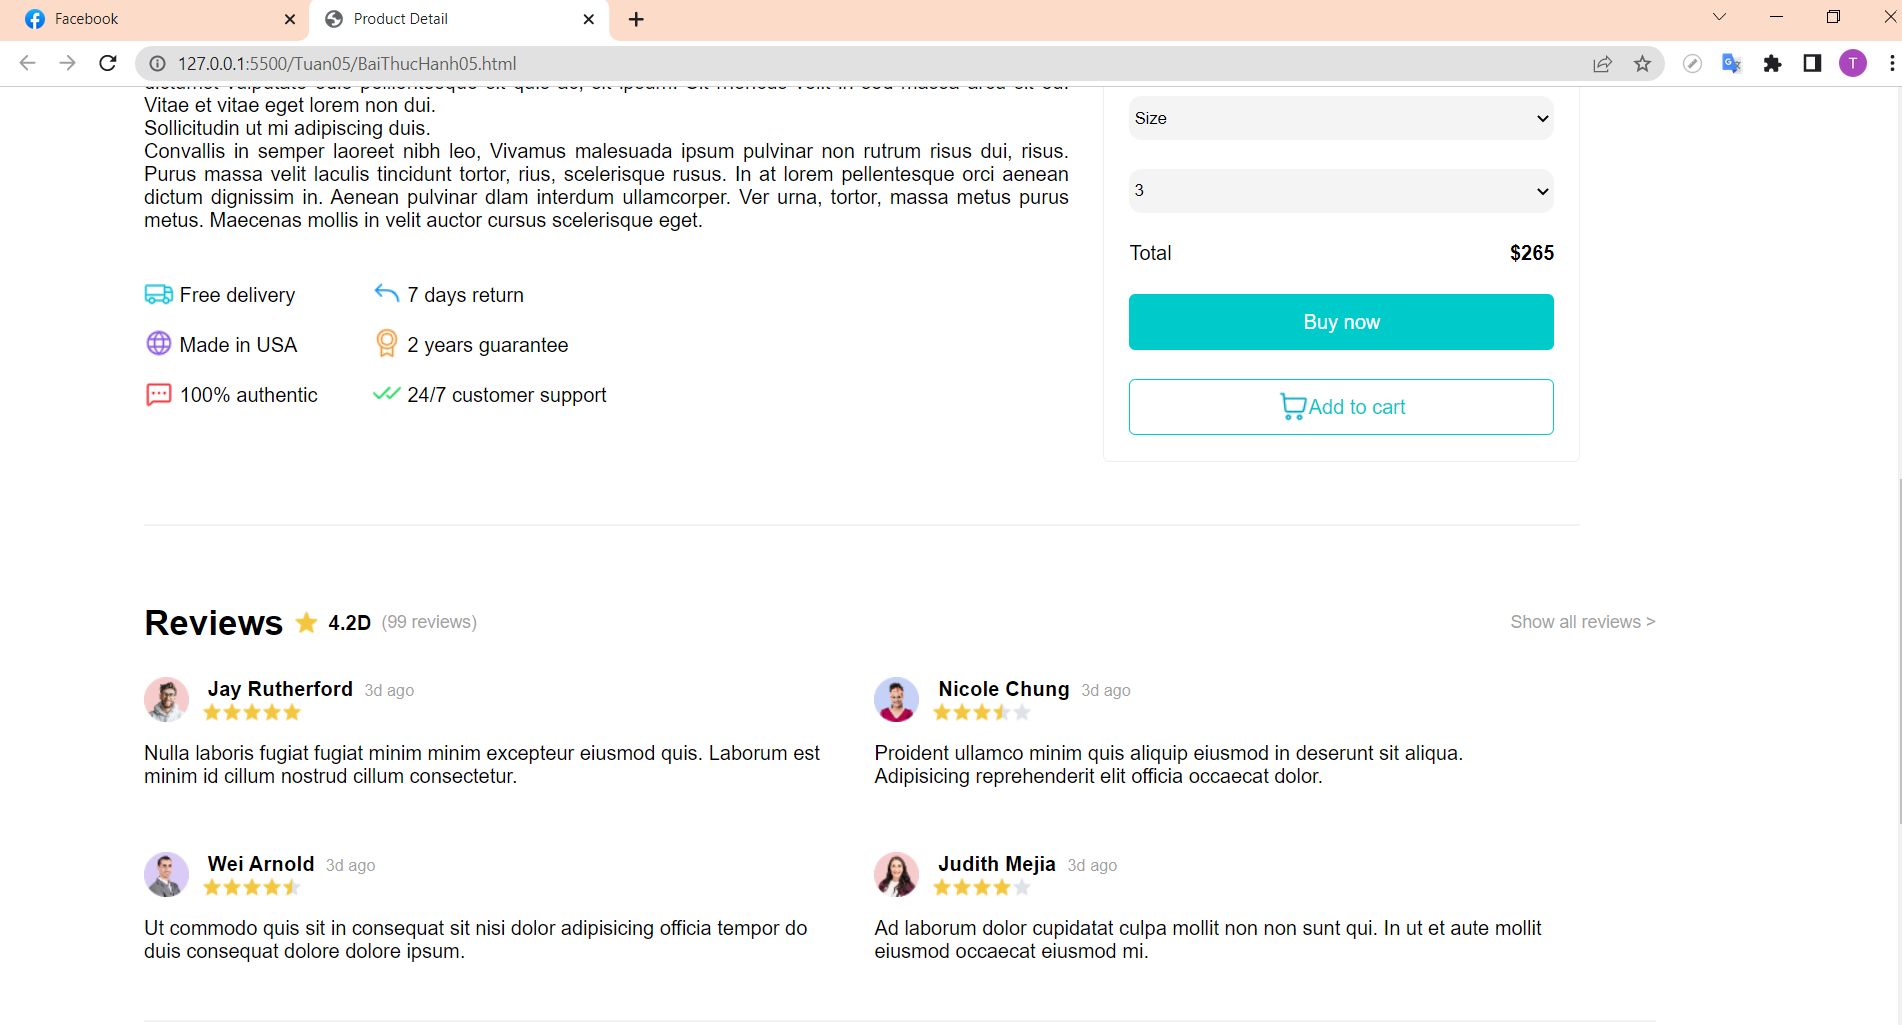 Facebook
Product Detail
127.0.0.1:5500/Tuan05/BaiThucHanh05.html
T
Vitae et vitae eget lorem non dui.
Sollicitudin ut mi adipiscing duis.
Convallis in semper laoreet nibh leo, Vivamus malesuada ipsum pulvinar non rutrum risus dui, risus.
Purus massa velit laculis tincidunt tortor, rius, scelerisque rusus. In at lorem pellentesque orci aenean
dictum dignissim in. Aenean pulvinar dlam interdum ullamcorper. Ver urna, tortor, massa metus purus
metus. Maecenas mollis in velit auctor cursus scelerisque eget.
Free delivery
7 days return
Made in USA
2 years guarantee
100% authentic
24/7 customer support
Size
3
Total $265
Buy now
Add to cart
Reviews 4.2D (99 reviews)
Show all reviews >
Jay Rutherford 3d ago
Nulla laboris fugiat fugiat minim minim excepteur eiusmod quis. Laborum est
minim id cillum nostrud cillum consectetur.
Nicole Chung 3d ago
Proident ullamco minim quis aliquip eiusmod in deserunt sit aliqua.
Adipisicing reprehenderit elit officia occaecat dolor.
Wei Arnold 3d ago
Ut commodo quis sit in consequat sit nisi dolor adipisicing officia tempor do
duis consequat dolore dolore ipsum.
Judith Mejia 3d ago
Ad laborum dolor cupidatat culpa mollit non non sunt qui. In ut et aute mollit
eiusmod occaecat eiusmod mi.